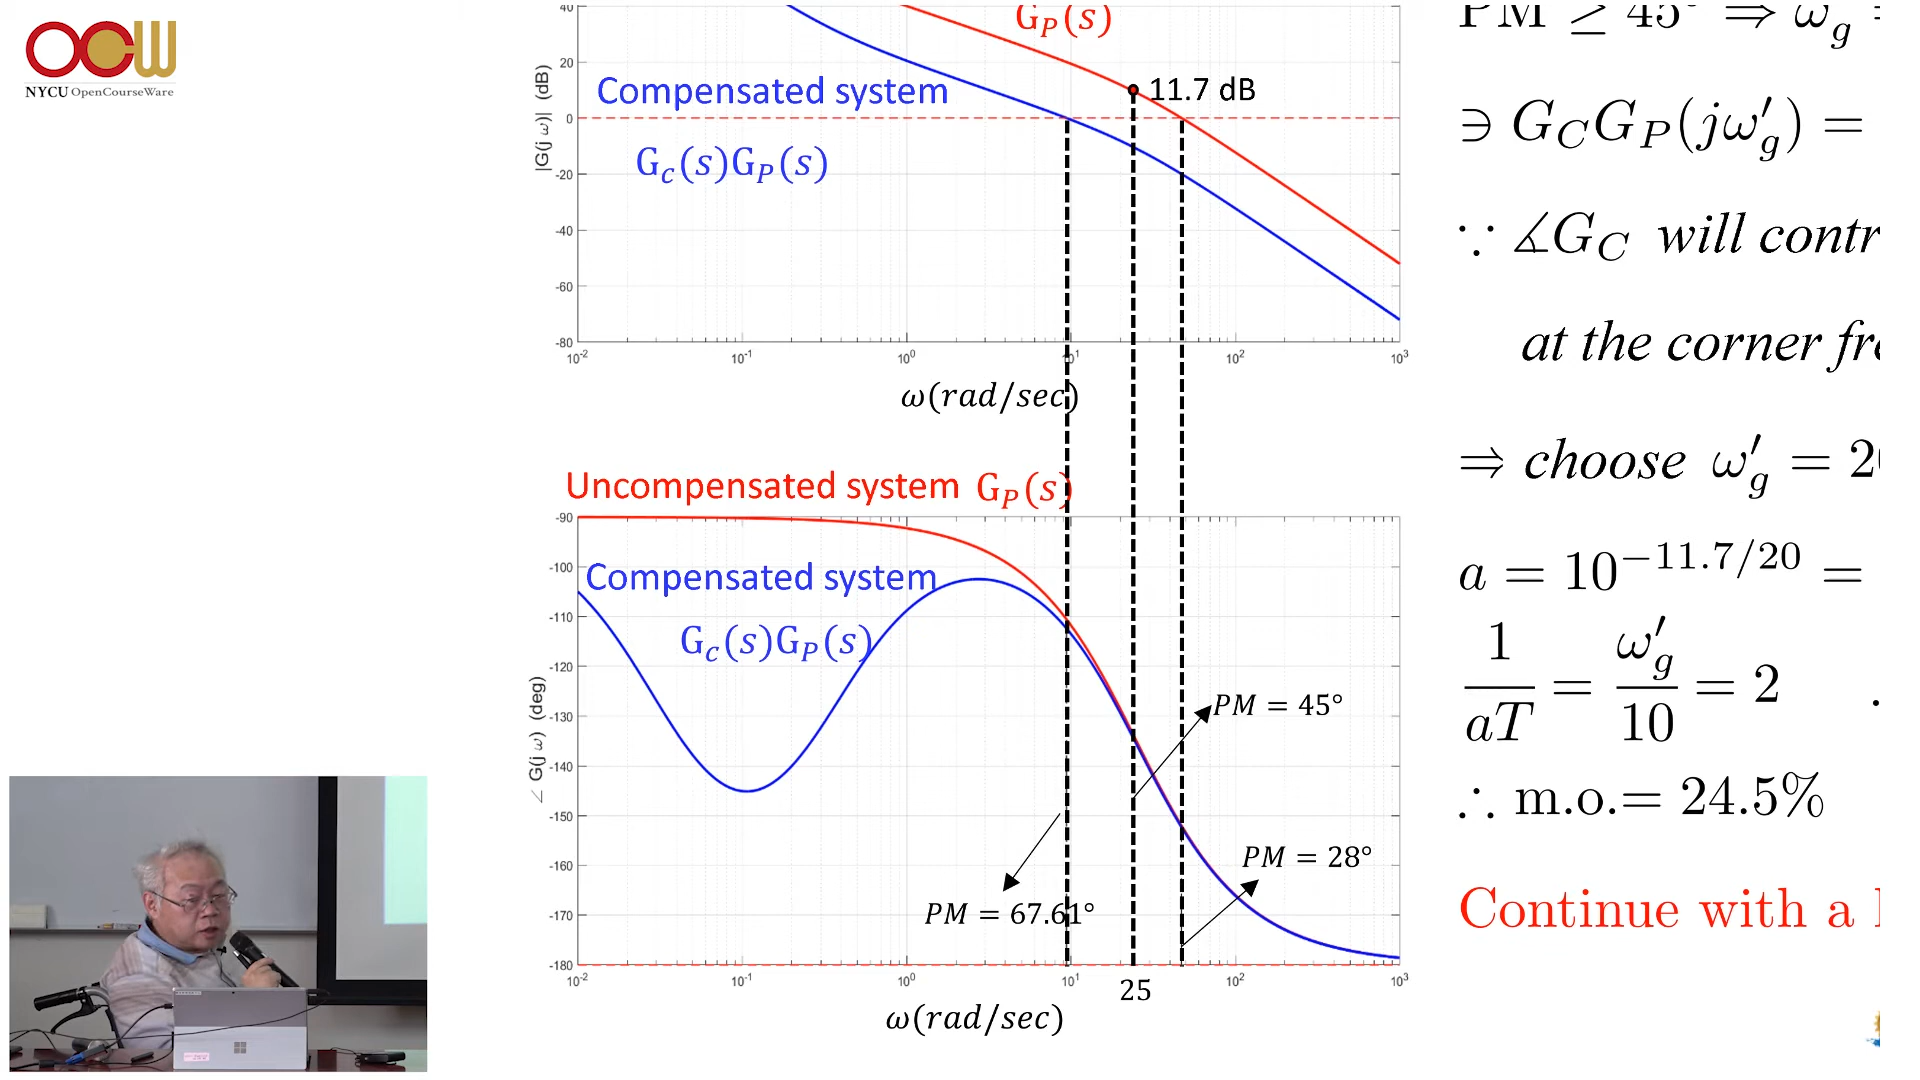 OCW
NYCU OpenCourseWare
G_P(s)
Compensated system
11.7 dB
G_c(s)G_P(s)
|G(j ω)| (dB)
40
20
0
-20
-40
-60
-80
10^-2 10^-1 10^0 10^1 10^2 10^3
ω(rad/sec)
Uncompensated system G_P(s)
Compensated system
G_c(s)G_P(s)
∠ G(j ω) (deg)
-90
-100
-110
-120
-130
-140
-150
-160
-170
-180
PM = 45°
PM = 28°
PM = 67.61°
10^-2 10^-1 10^0 10^1 10^2 10^3
25
ω(rad/sec)
PM ≥ 45° ⇒ ω_g =
∋ G_C G_P(jω′_g) =
∵ ∡G_C will contr
at the corner fr
⇒ choose ω′_g = 20
a = 10^{-11.7/20} =
1/aT = ω′_g/10 = 2
∴ m.o.= 24.5%
Continue with a